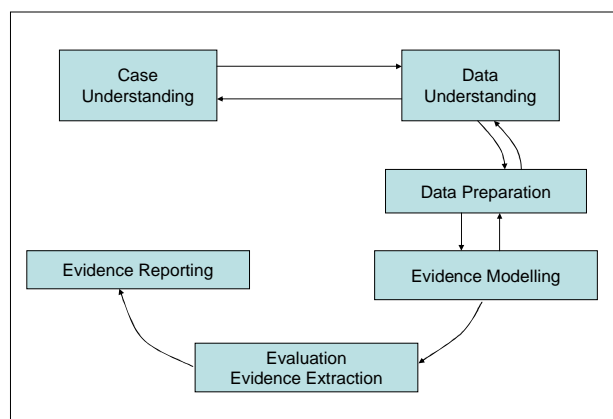 Case
Understanding
Data
Understanding
Data Preparation
Evidence Modelling
Evidence Reporting
Evaluation
Evidence Extraction